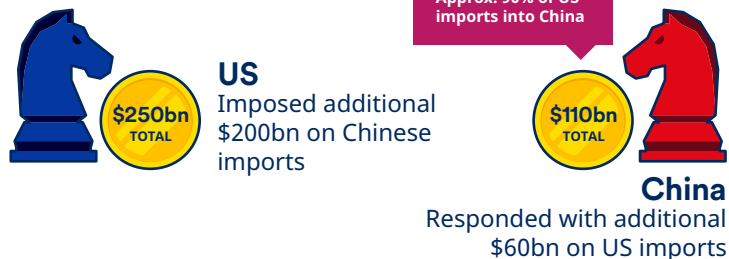 imports into China
US
Imposed additional
$200bn on Chinese
imports
$250bn
TOTAL
$110bn
TOTAL
China
Responded with additional
$60bn on US imports